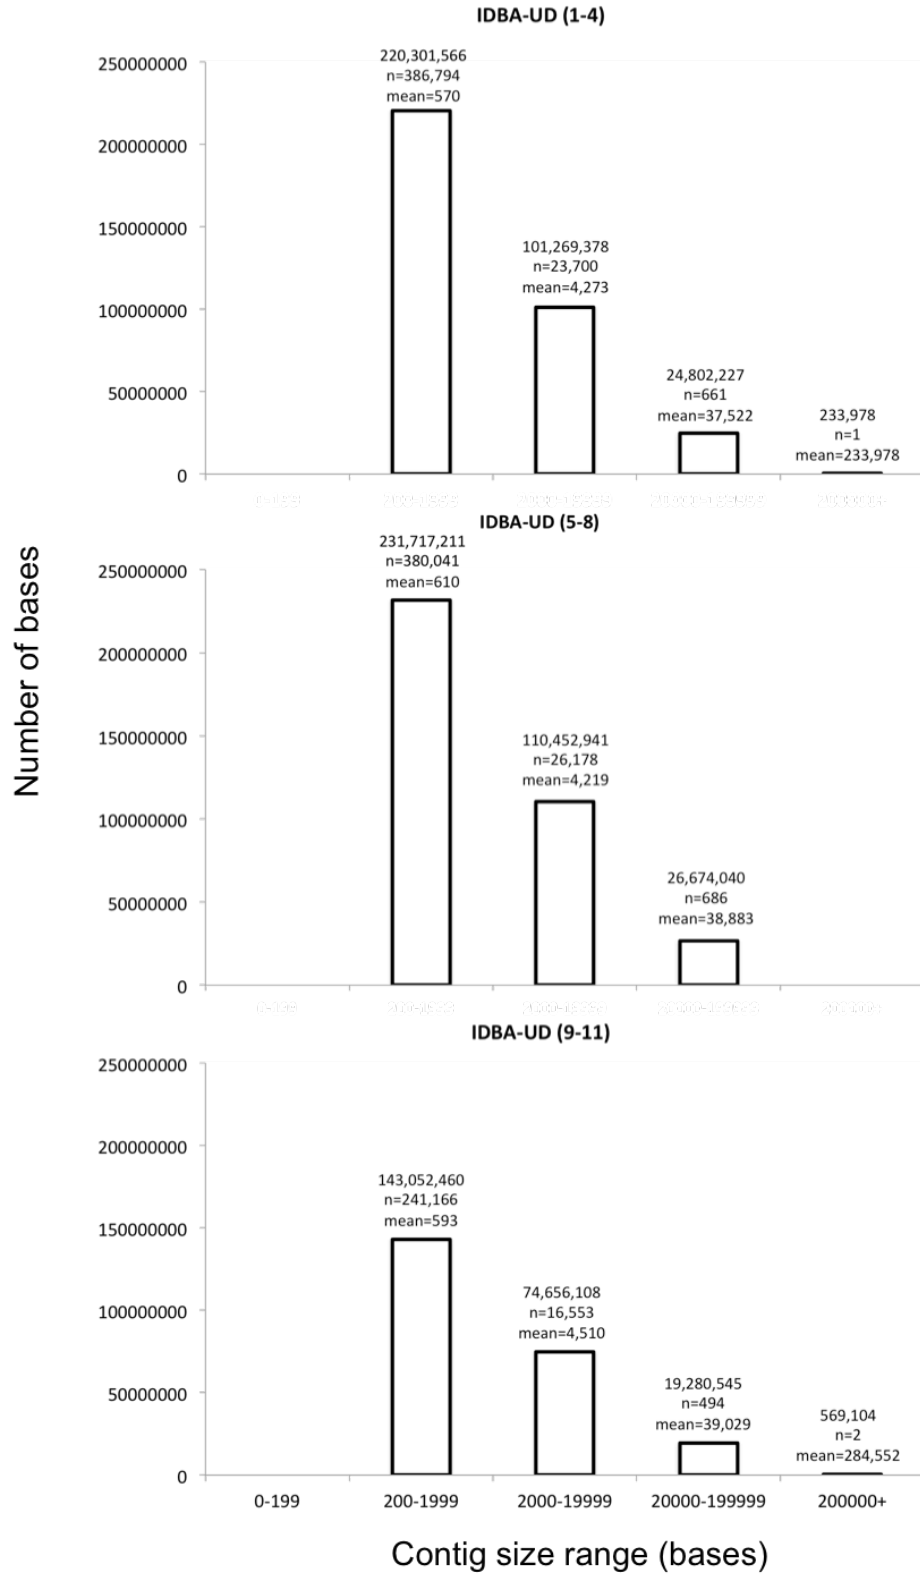 IDBA-UD (1-4)
220,301,566
n=386,794
mean=570
101,269,378
n=23,700
mean=4,273
24,802,227
n=661
mean=37,522
233,978
n=1
mean=233,978
250000000
200000000
150000000
100000000
50000000
0
IDBA-UD (5-8)
231,717,211
n=380,041
mean=610
110,452,941
n=26,178
mean=4,219
26,674,040
n=686
mean=38,883
250000000
200000000
150000000
100000000
50000000
0
Number of bases
IDBA-UD (9-11)
143,052,460
n=241,166
mean=593
74,656,108
n=16,553
mean=4,510
19,280,545
n=494
mean=39,029
569,104
n=2
mean=284,552
250000000
200000000
150000000
100000000
50000000
0
0-199 200-1999 2000-19999 20000-199999 200000+
Contig size range (bases)